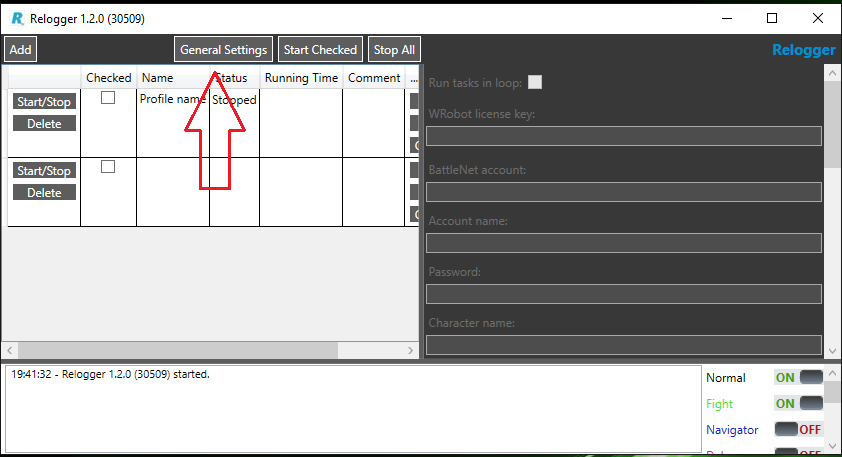 Relogger 1.2.0 (30509)
Add General Settings Start Checked Stop All Relogger
Checked Name Status Running Time Comment ...
Start/Stop Profile name Stopped
Delete
Start/Stop
Delete
Run tasks in loop:
WRobot license key:
BattleNet account:
Account name:
Password:
Character name:
19:41:32 - Relogger 1.2.0 (30509) started.
Normal ON
Fight ON
Navigator OFF
OFF